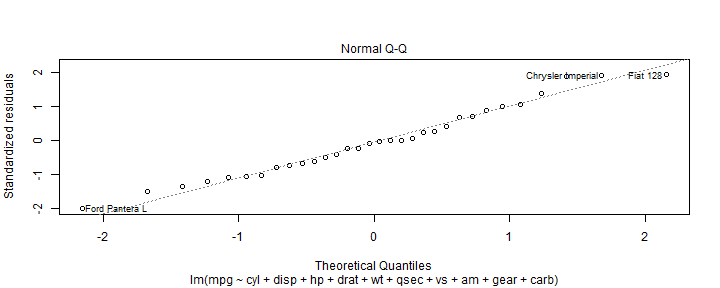 Normal Q-Q
Standardized residuals
2
1
0
-1
-2
Chrysler Imperial
Fiat 128
Ford Pantera L
-2
-1
0
1
2
Theoretical Quantiles
lm(mpg ~ cyl + disp + hp + drat + wt + qsec + vs + am + gear + carb)